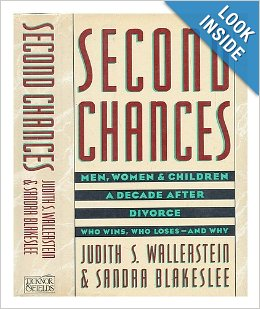 LOOK
INSIDE!
SECOND CHANCES
JUDITH S. WALLERSTEIN
& SANDRA BLAKESLEE
TICKNOR
& FIELDS
SECOND
CHANCES
MEN, WOMEN & CHILDREN
A DECADE AFTER
DIVORCE
WHO WINS, WHO LOSES—AND WHY
JUDITH S. WALLERSTEIN
& SANDRA BLAKESLEE